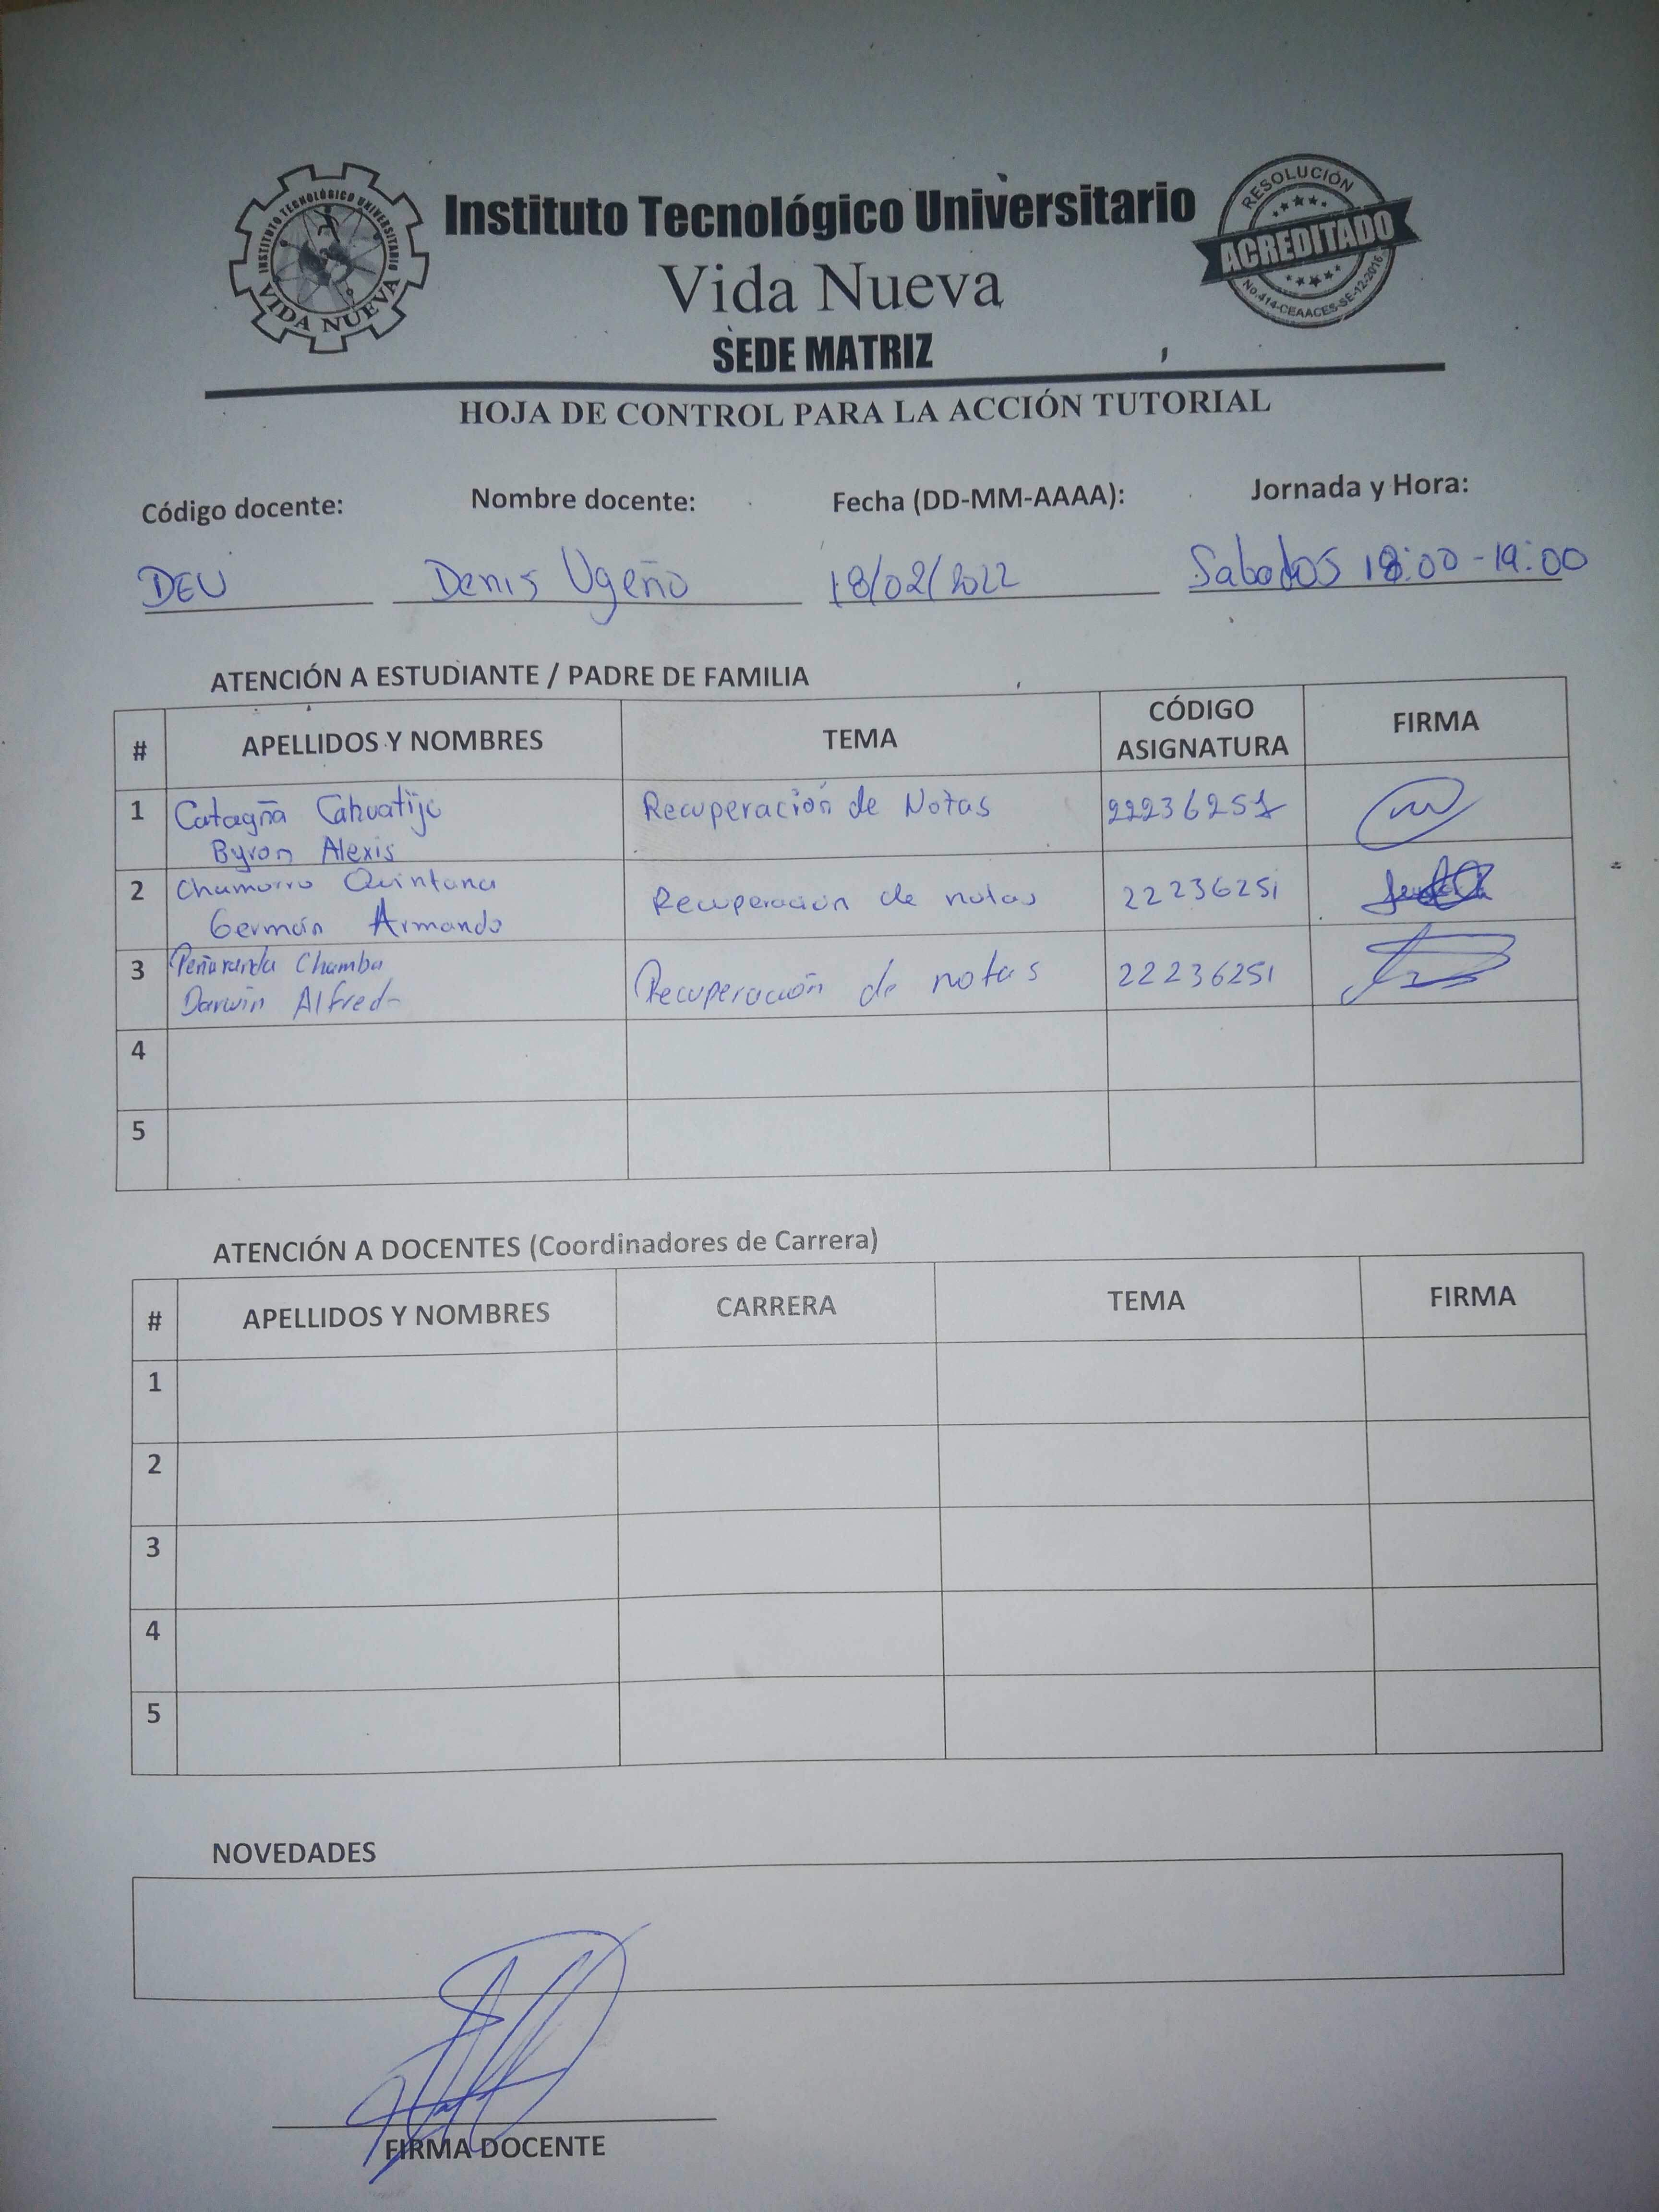 INSTITUTO TECNOLÓGICO UNIVERSITARIO
VIDA NUEVA
Instituto Tecnológico Universitario
Vida Nueva
SEDE MATRIZ
RESOLUCIÓN
ACREDITADO
No.414-CEAACES-SE-12-2016
HOJA DE CONTROL PARA LA ACCIÓN TUTORIAL
Código docente: Nombre docente: Fecha (DD-MM-AAAA): Jornada y Hora:
DEU Denis Ugeño 18/02/2022 Sabados 18:00-19:00
ATENCIÓN A ESTUDIANTE / PADRE DE FAMILIA
# APELLIDOS Y NOMBRES TEMA CÓDIGO ASIGNATURA FIRMA
1 Catagña Cahuatijo Recuperación de Notas 22236251
Byron Alexis
2 Chamorro Quintana Recuperación de notas 22236251
Germán Armando
3 Peñaranda Chamba Recuperación de notas 22236251
Darwin Alfredo
4
5
ATENCIÓN A DOCENTES (Coordinadores de Carrera)
# APELLIDOS Y NOMBRES CARRERA TEMA FIRMA
1
2
3
4
5
NOVEDADES
FIRMA DOCENTE